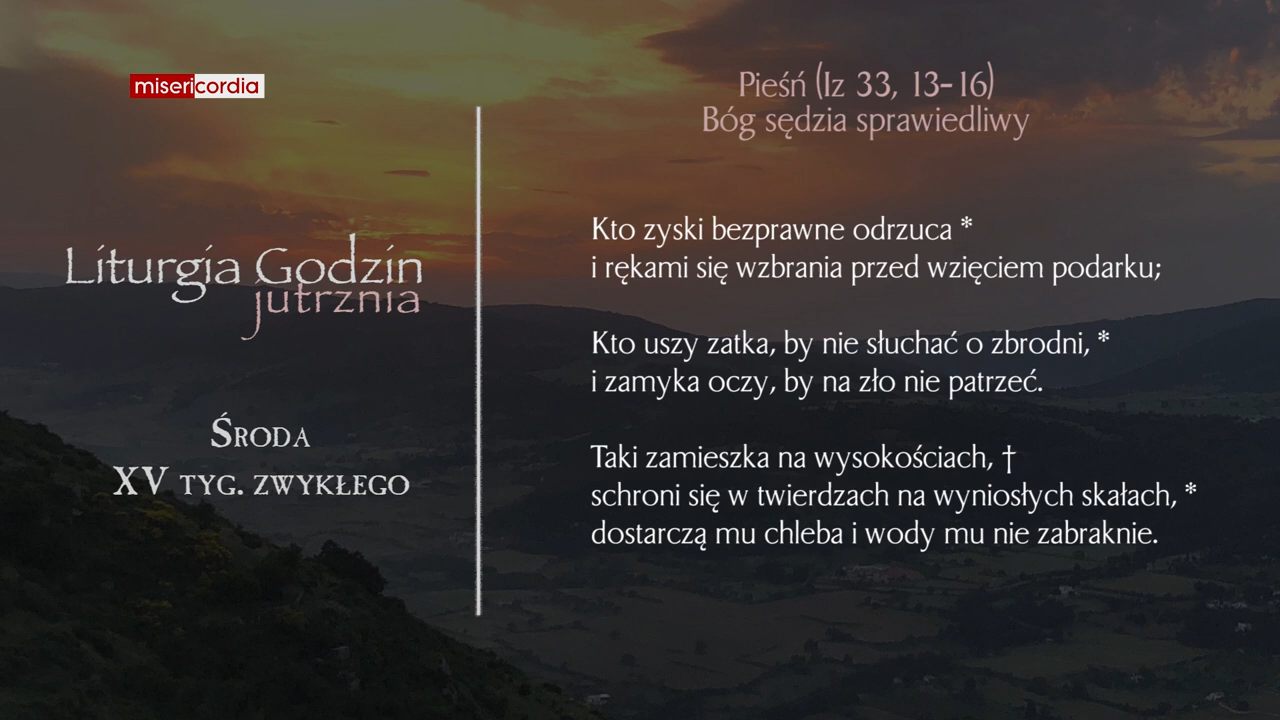 misericordia
Liturgia Godzin
jutrznia
Środa
XV tyg. zwykłego
Pieśń (Iz 33, 13-16)
Bóg sędzia sprawiedliwy
Kto zyski bezprawne odrzuca *
i rękami się wzbrania przed wzięciem podarku;
Kto uszy zatka, by nie słuchać o zbrodni, *
i zamyka oczy, by na zło nie patrzeć.
Taki zamieszka na wysokościach, †
schroni się w twierdzach na wyniosłych skałach, *
dostarczą mu chleba i wody mu nie zabraknie.